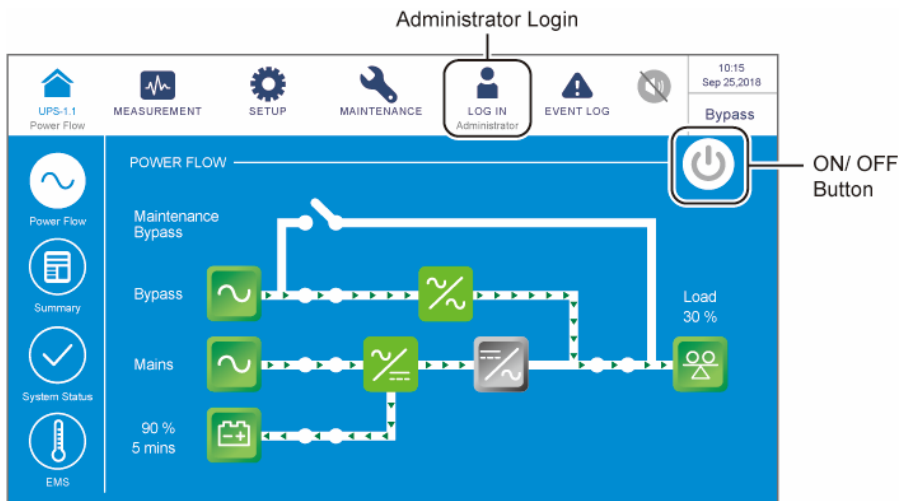 Administrator Login
UPS-1.1
Power Flow
MEASUREMENT
SETUP
MAINTENANCE
LOG IN
Administrator
EVENT LOG
10:15
Sep 25,2018
Bypass
ON/ OFF
Button
POWER FLOW
Power Flow
Maintenance
Bypass
Bypass
Summary
Load
30 %
Mains
System Status
90 %
5 mins
EMS